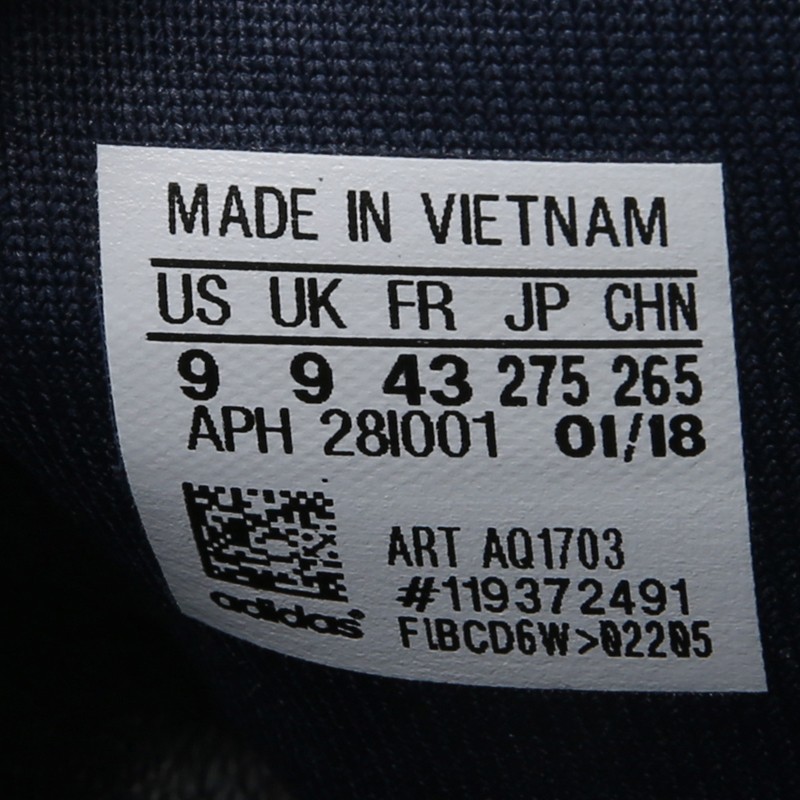 MADE IN VIETNAM
US UK FR JP CHN
9 9 43 275 265
APH 28I001 01/18
ART AQ1703
#119372491
F\BCD6W>02205
adidas